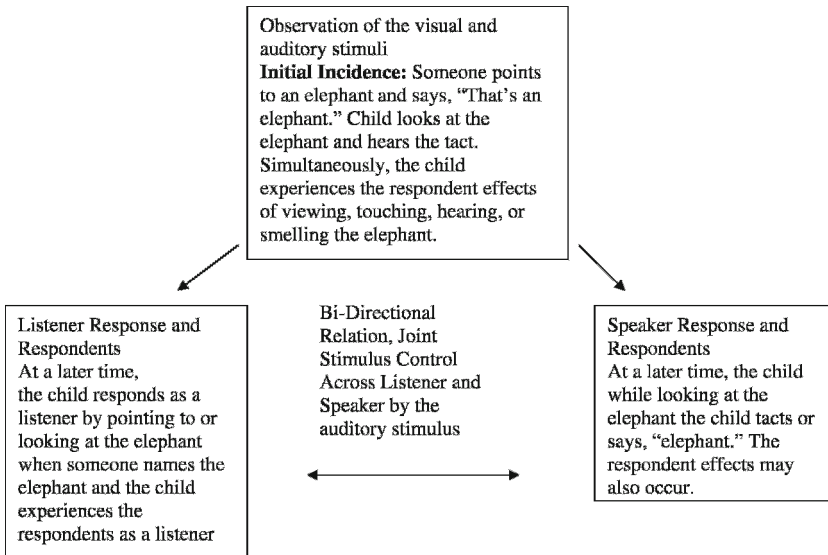 Observation of the visual and
auditory stimuli
Initial Incidence: Someone points
to an elephant and says, “That’s an
elephant.” Child looks at the
elephant and hears the tact.
Simultaneously, the child
experiences the respondent effects
of viewing, touching, hearing, or
smelling the elephant.
Listener Response and
Respondents
At a later time,
the child responds as a
listener by pointing to or
looking at the elephant
when someone names the
elephant and the child
experiences the
respondents as a listener
Bi-Directional
Relation, Joint
Stimulus Control
Across Listener and
Speaker by the
auditory stimulus
Speaker Response and
Respondents
At a later time, the child
while looking at the
elephant the child tacts or
says, “elephant.” The
respondent effects may
also occur.